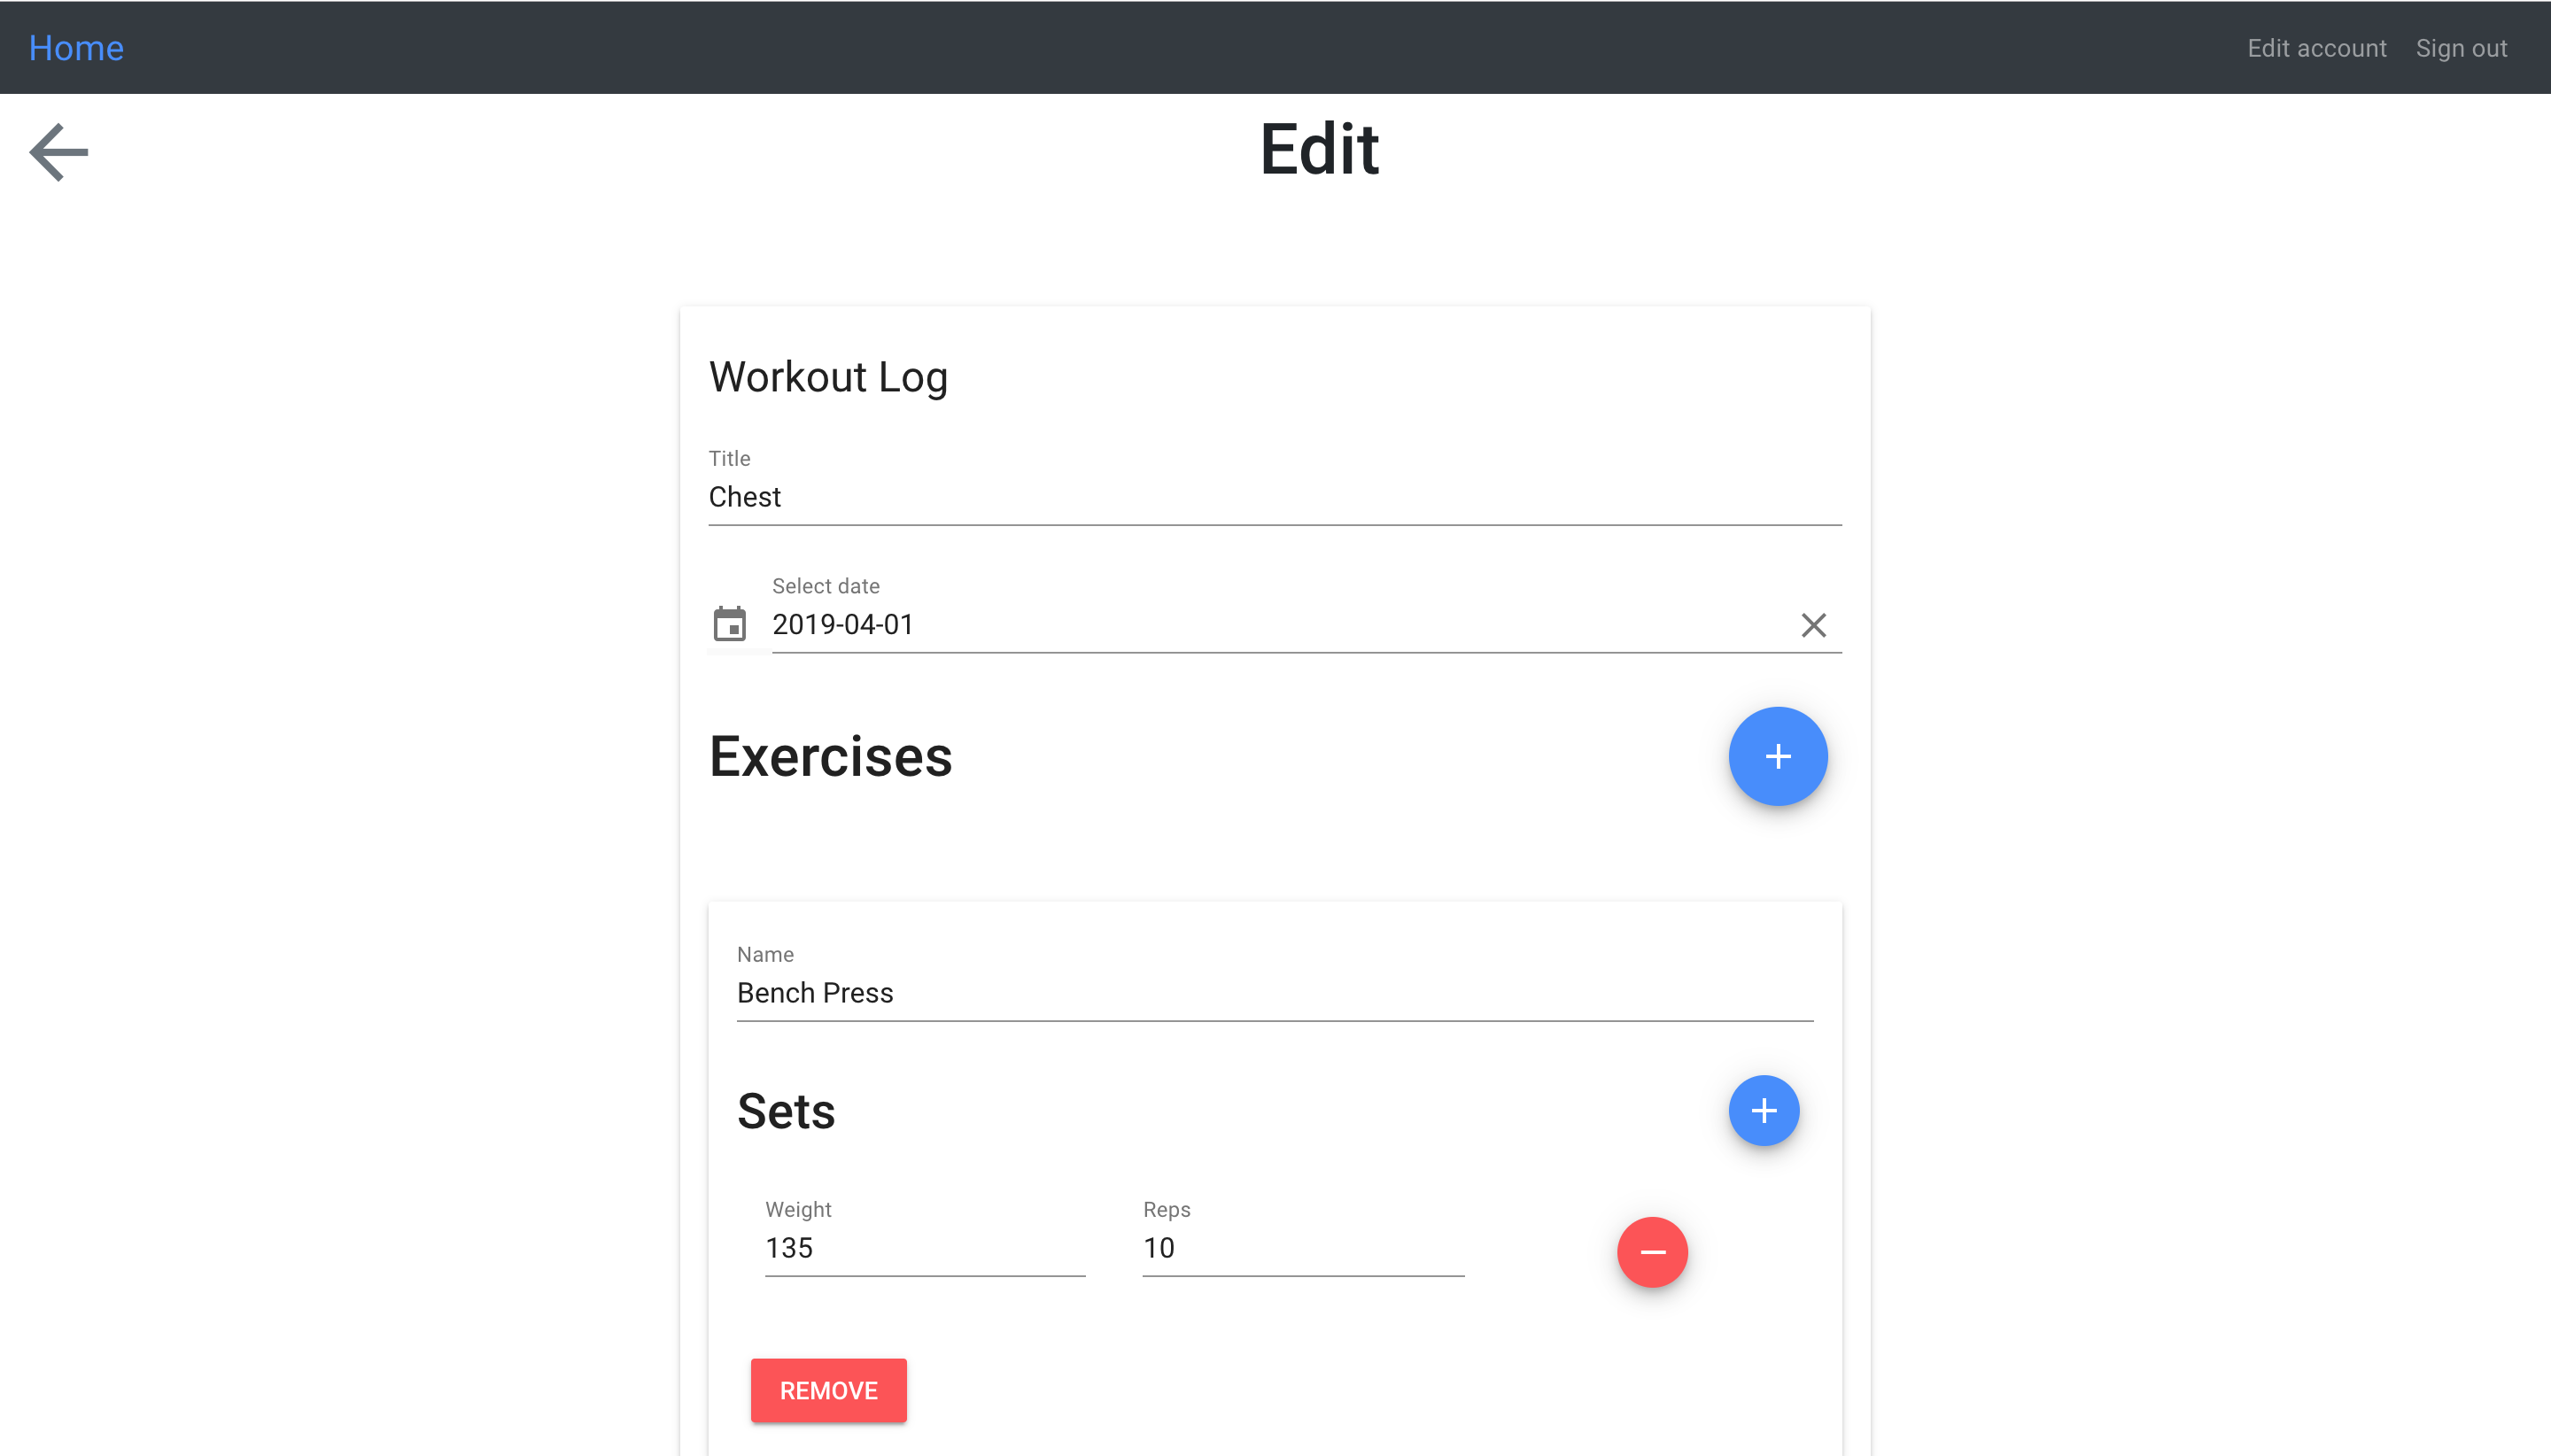 Home Edit account Sign out
Edit
Workout Log
Title
Chest
Select date
2019-04-01
Exercises
Name
Bench Press
Sets
Weight Reps
135 10
REMOVE